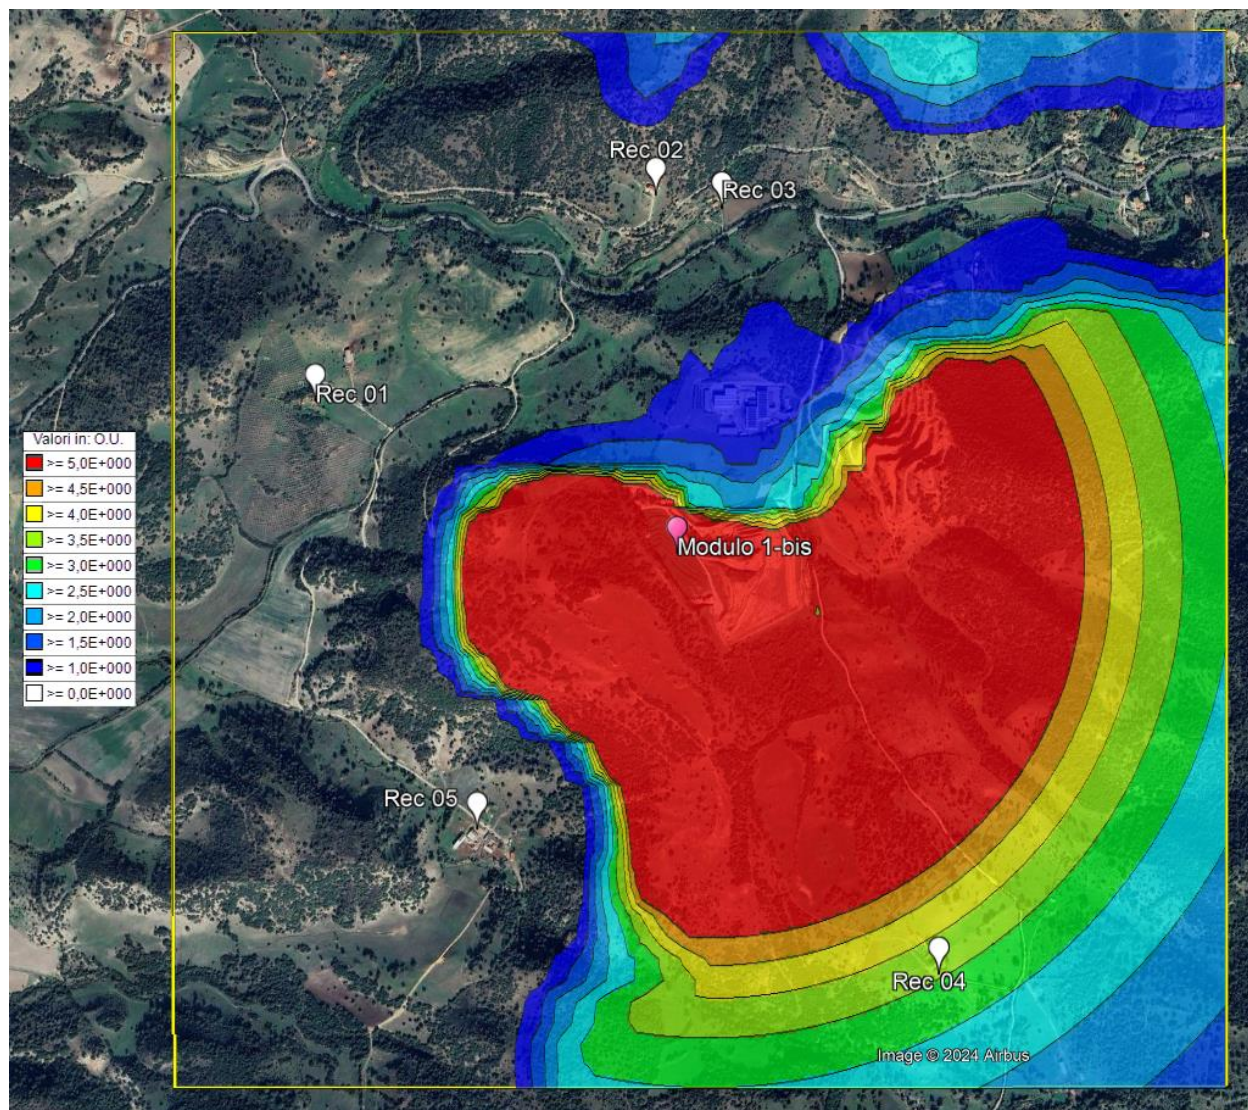 Rec 02
Rec 03
Rec 01
Valori in: O.U.
>= 5,0E+000
>= 4,5E+000
>= 4,0E+000
>= 3,5E+000
>= 3,0E+000
>= 2,5E+000
>= 2,0E+000
>= 1,5E+000
>= 1,0E+000
>= 0,0E+000
Modulo 1-bis
Rec 05
Rec 04
Image © 2024 Airbus